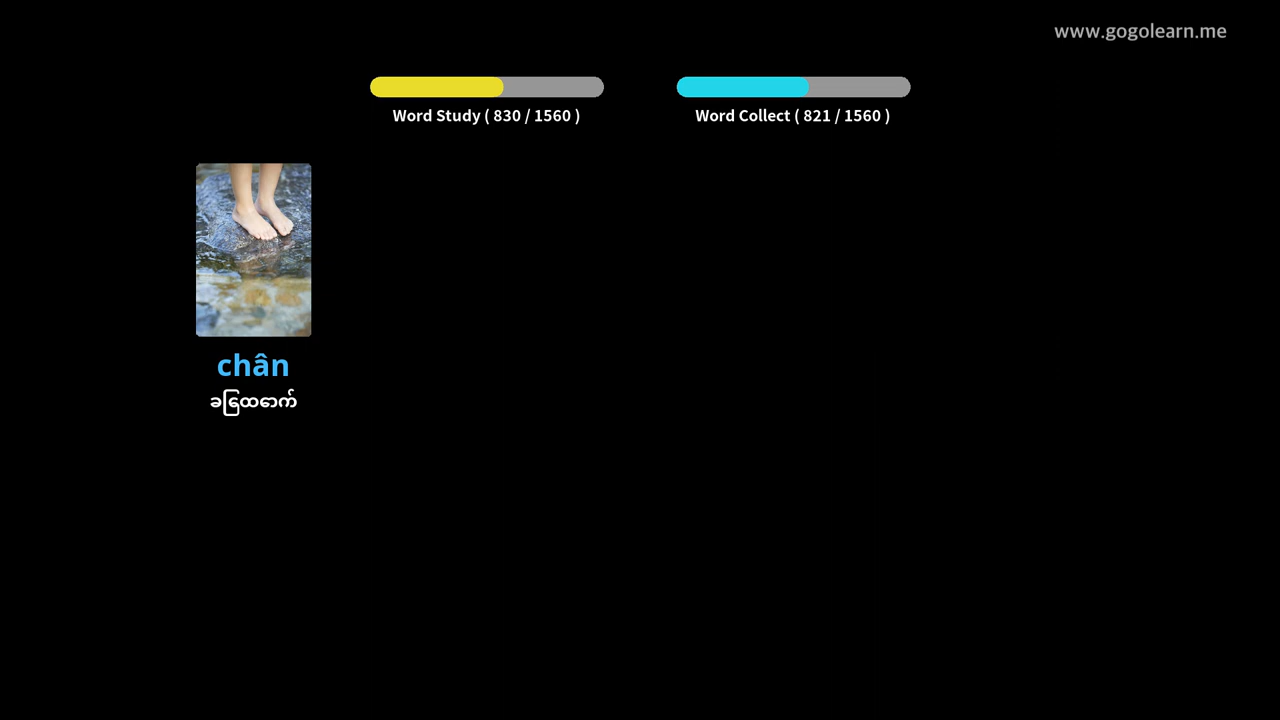 www.gogolearn.me
Word Study ( 830 / 1560 )
Word Collect ( 821 / 1560 )
chân
ခြေထောက်